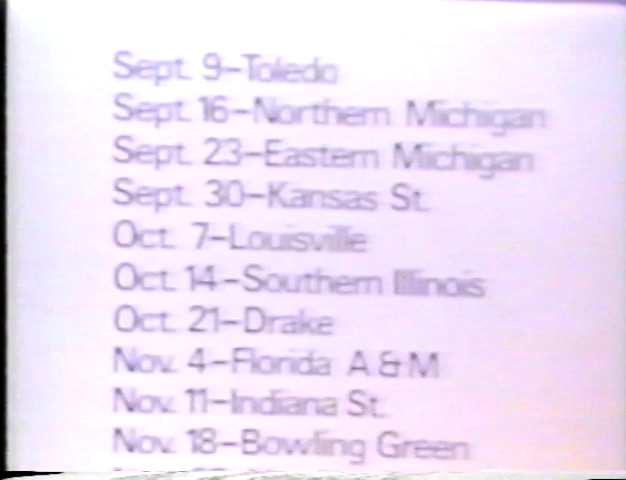 Sept. 9–Toledo
Sept. 16–Northern Michigan
Sept. 23–Eastern Michigan
Sept. 30–Kansas St.
Oct. 7–Louisville
Oct. 14–Southern Illinois
Oct. 21–Drake
Nov. 4–Florida A & M
Nov. 11–Indiana St.
Nov. 18–Bowling Green